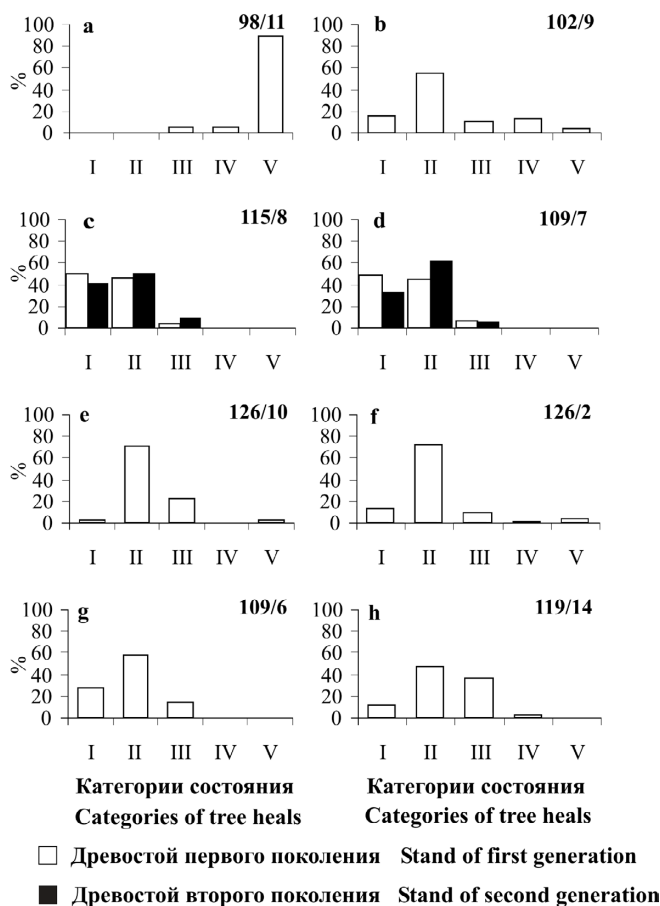 a 98/11
100
80
60
40
20
0
%
I II III IV V
b 102/9
100
80
60
40
20
0
I II III IV V
c 115/8
100
80
60
40
20
0
%
I II III IV V
d 109/7
100
80
60
40
20
0
I II III IV V
e 126/10
100
80
60
40
20
0
%
I II III IV V
f 126/2
100
80
60
40
20
0
I II III IV V
g 109/6
100
80
60
40
20
0
%
I II III IV V
Категории состояния
Categories of tree heals
h 119/14
100
80
60
40
20
0
I II III IV V
Категории состояния
Categories of tree heals
Древостой первого поколения Stand of first generation
Древостой второго поколения Stand of second generation